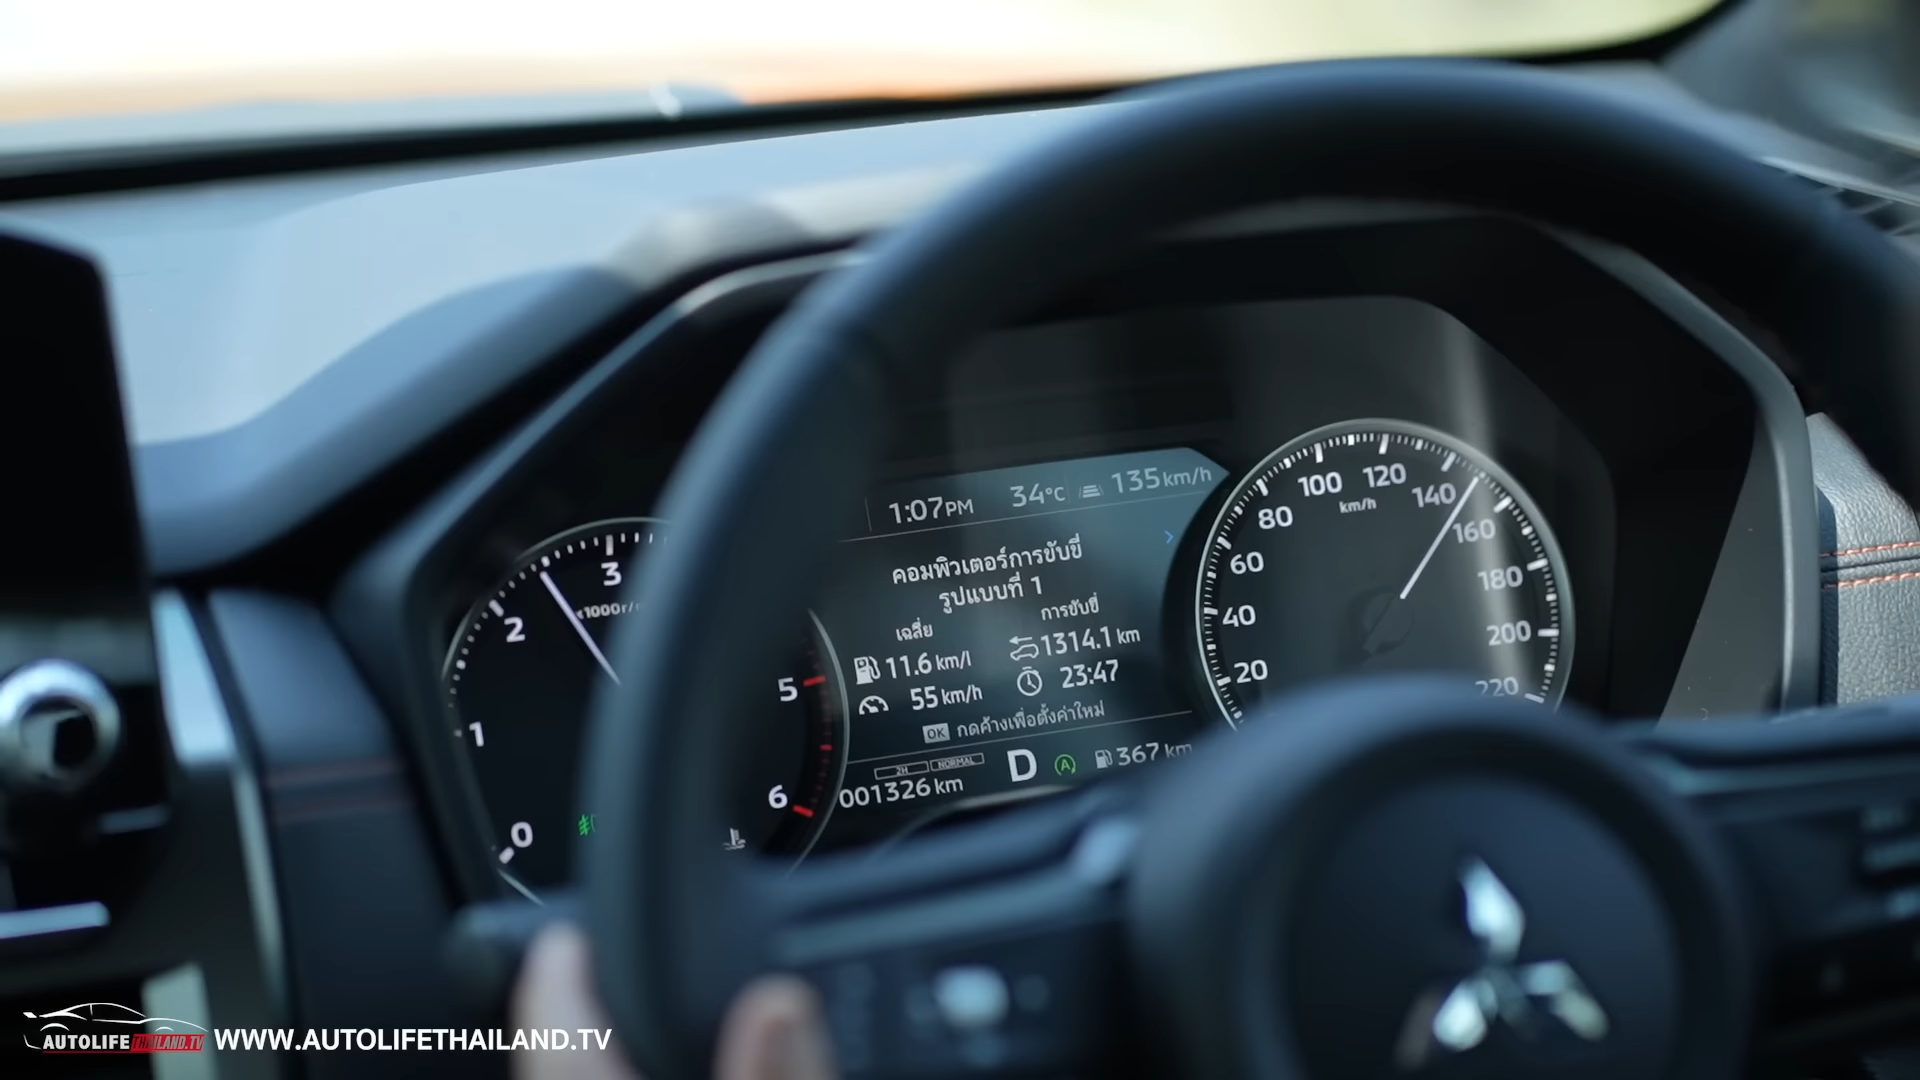 1:07PM 34°C 135km/h
คอมพิวเตอร์การขับขี่
รูปแบบที่ 1
เฉลี่ย การขับขี่
11.6 km/l 1314.1 km
55 km/h 23:47
OK กดค้างเพื่อตั้งค่าใหม่
2H NORMAL
001326 km D A 367 km
0
1
2
3
5
6
20
40
60
80
100
120
140
160
180
200
220
km/h
AUTOLIFETHAILAND.TV
WWW.AUTOLIFETHAILAND.TV